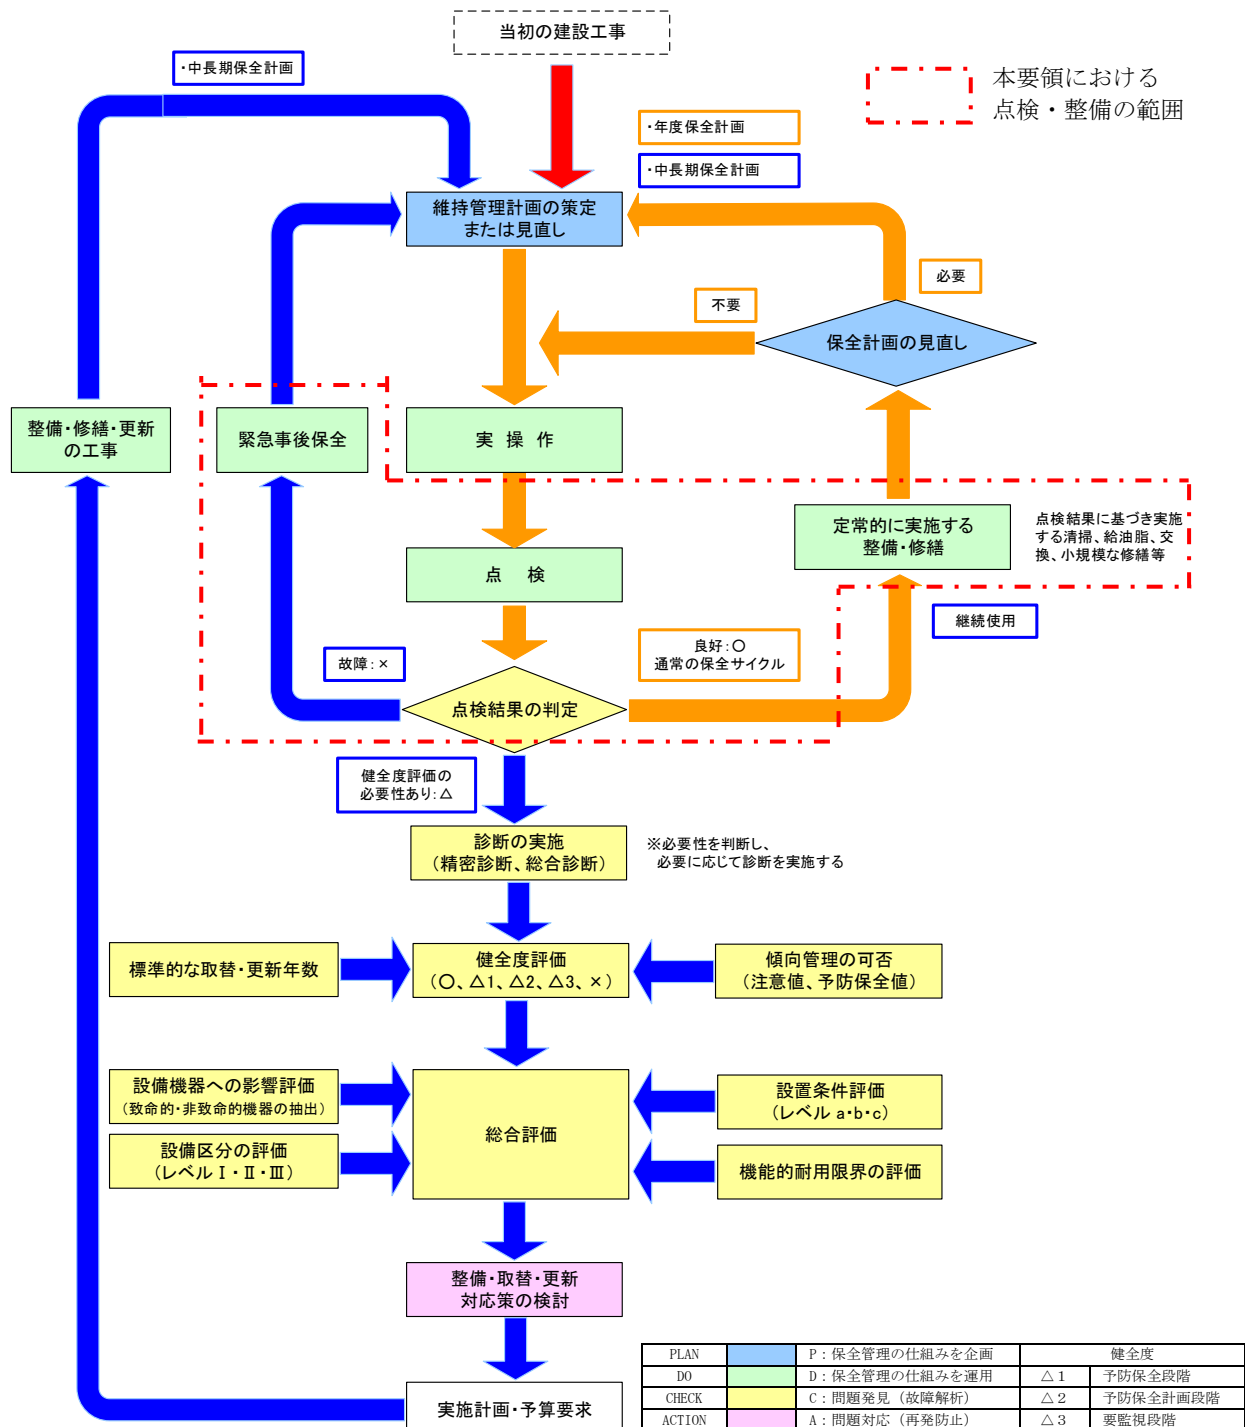 当初の建設工事
・中長期保全計画
本要領における
点検・整備の範囲
・年度保全計画
・中長期保全計画
維持管理計画の策定
または見直し
必要
不要
保全計画の見直し
整備・修繕・更新
の工事
緊急事後保全
実 操 作
定常的に実施する
整備・修繕
点検結果に基づき実施
する清掃、給油脂、交
換、小規模な修繕等
点 検
継続使用
良好：〇
通常の保全サイクル
故障：×
点検結果の判定
健全度評価の
必要性あり：△
診断の実施
（精密診断、総合診断）
※必要性を判断し、
必要に応じて診断を実施する
標準的な取替・更新年数
健全度評価
（〇、△1、△2、△3、×）
傾向管理の可否
（注意値、予防保全値）
設備機器への影響評価
（致命的・非致命的機器の抽出）
設置条件評価
（レベル a・b・c）
総合評価
設備区分の評価
（レベルⅠ・Ⅱ・Ⅲ）
機能的耐用限界の評価
整備・取替・更新
対応策の検討
実施計画・予算要求
PLAN P：保全管理の仕組みを企画 健全度
DO D：保全管理の仕組みを運用 △１ 予防保全段階
CHECK C：問題発見（故障解析） △２ 予防保全計画段階
ACTION A：問題対応（再発防止） △３ 要監視段階